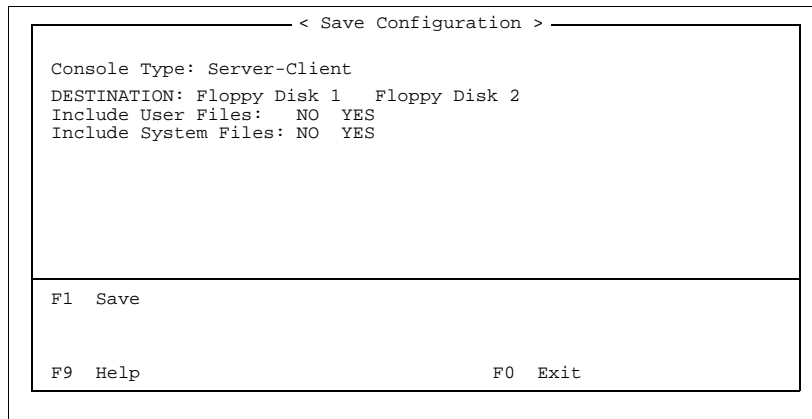 < Save Configuration >
Console Type: Server-Client
DESTINATION: Floppy Disk 1   Floppy Disk 2
Include User Files:   NO  YES
Include System Files: NO  YES
F1  Save
F9  Help   F0  Exit